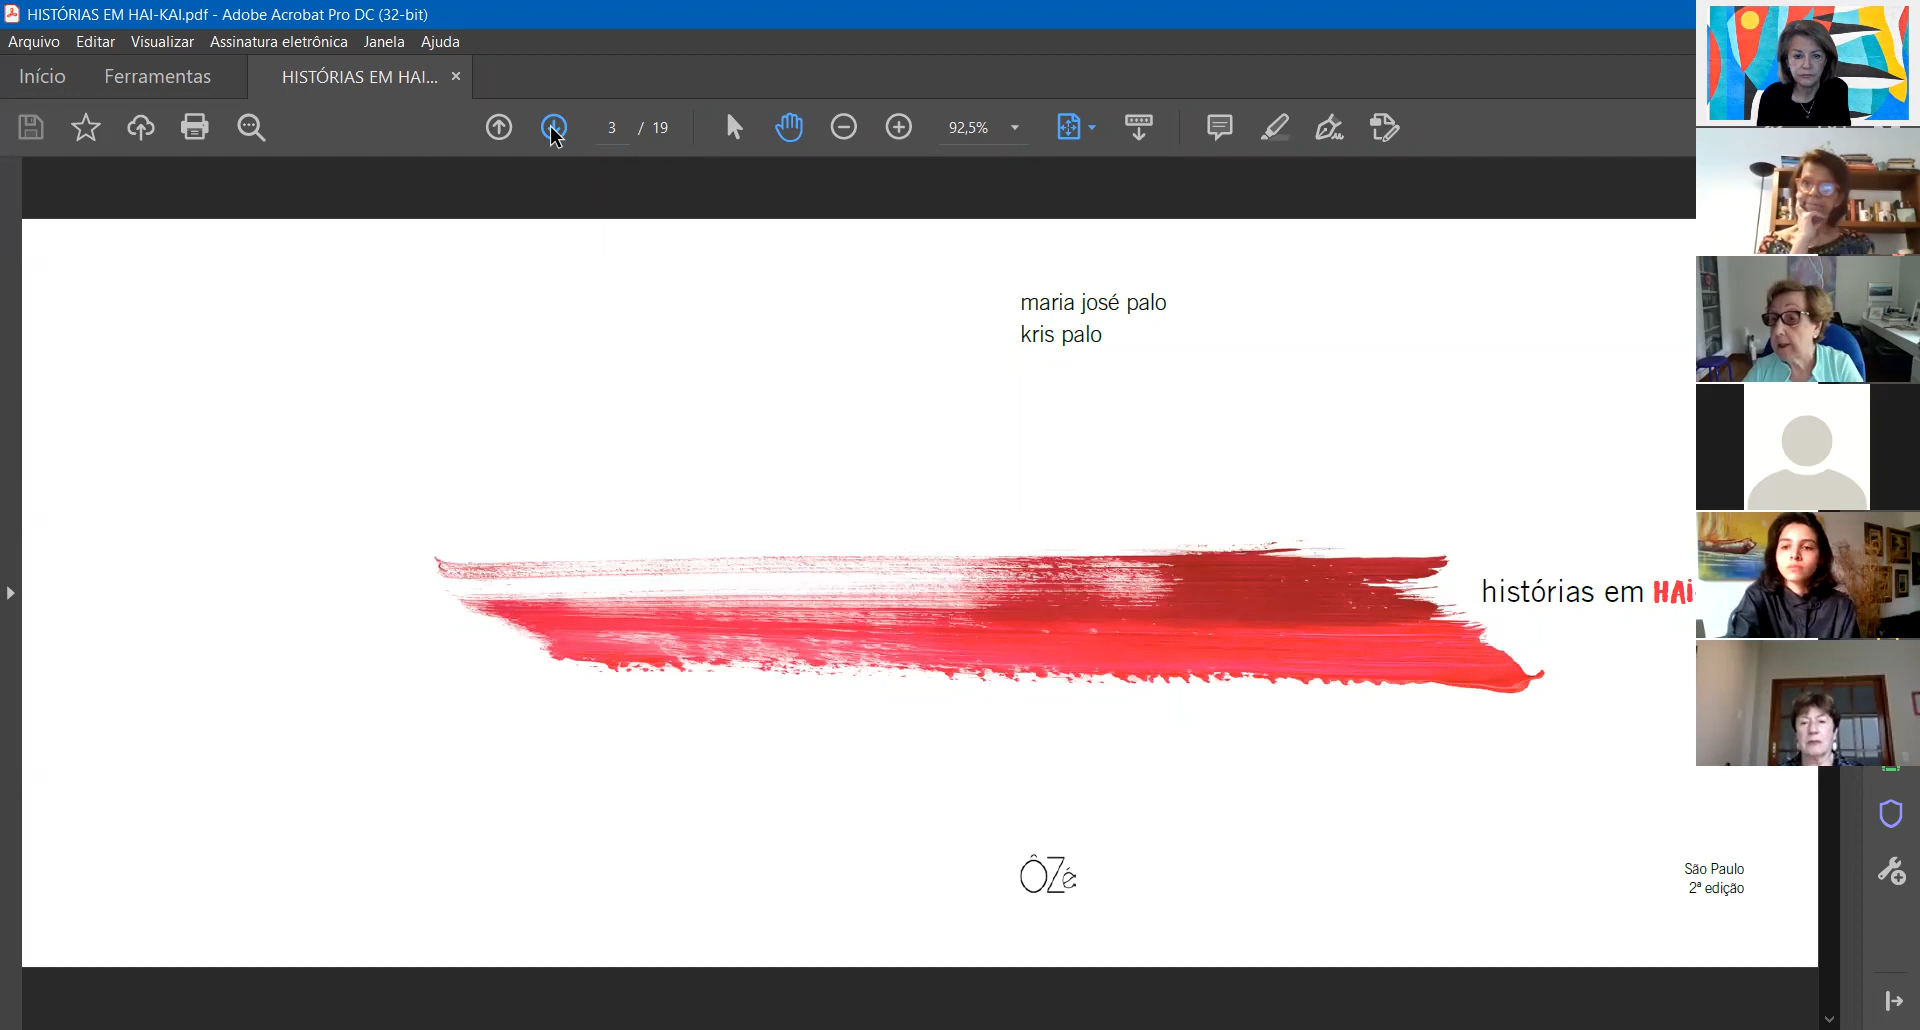 HISTÓRIAS EM HAI-KAI.pdf - Adobe Acrobat Pro DC (32-bit)
Arquivo Editar Visualizar Assinatura eletrônica Janela Ajuda
Início Ferramentas HISTÓRIAS EM HAI... ×
3 / 19 92,5%
maria josé palo
kris palo
histórias em HAI
ÔZé
São Paulo
2ª edição